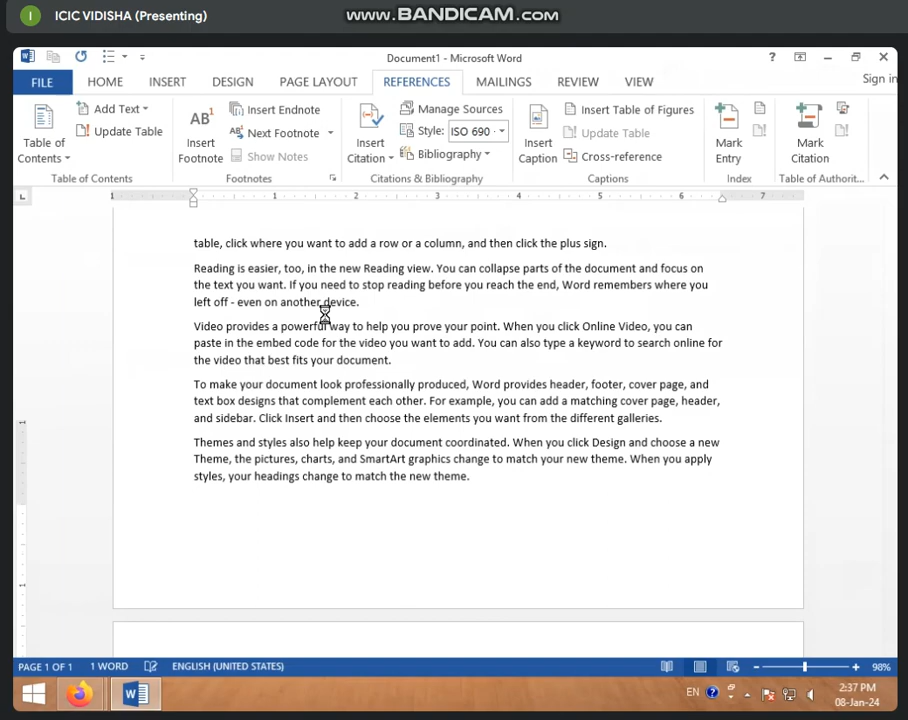 I ICIC VIDISHA (Presenting)
www.BANDICAM.com
Document1 - Microsoft Word
?
FILE HOME INSERT DESIGN PAGE LAYOUT REFERENCES MAILINGS REVIEW VIEW Sign in
Table of Contents
Add Text
Update Table
Table of Contents
AB1 Insert Footnote
Insert Endnote
Next Footnote
Show Notes
Footnotes
Insert Citation
Manage Sources
Style: ISO 690
Bibliography
Citations & Bibliography
Insert Caption
Insert Table of Figures
Update Table
Cross-reference
Captions
Mark Entry
Index
Mark Citation
Table of Authorit...
1 1 2 3 4 5 6 7
table, click where you want to add a row or a column, and then click the plus sign.
Reading is easier, too, in the new Reading view. You can collapse parts of the document and focus on
the text you want. If you need to stop reading before you reach the end, Word remembers where you
left off - even on another device.
Video provides a powerful way to help you prove your point. When you click Online Video, you can
paste in the embed code for the video you want to add. You can also type a keyword to search online for
the video that best fits your document.
To make your document look professionally produced, Word provides header, footer, cover page, and
text box designs that complement each other. For example, you can add a matching cover page, header,
and sidebar. Click Insert and then choose the elements you want from the different galleries.
Themes and styles also help keep your document coordinated. When you click Design and choose a new
Theme, the pictures, charts, and SmartArt graphics change to match your new theme. When you apply
styles, your headings change to match the new theme.
PAGE 1 OF 1 1 WORD ENGLISH (UNITED STATES) 98%
EN 2:37 PM
08-Jan-24